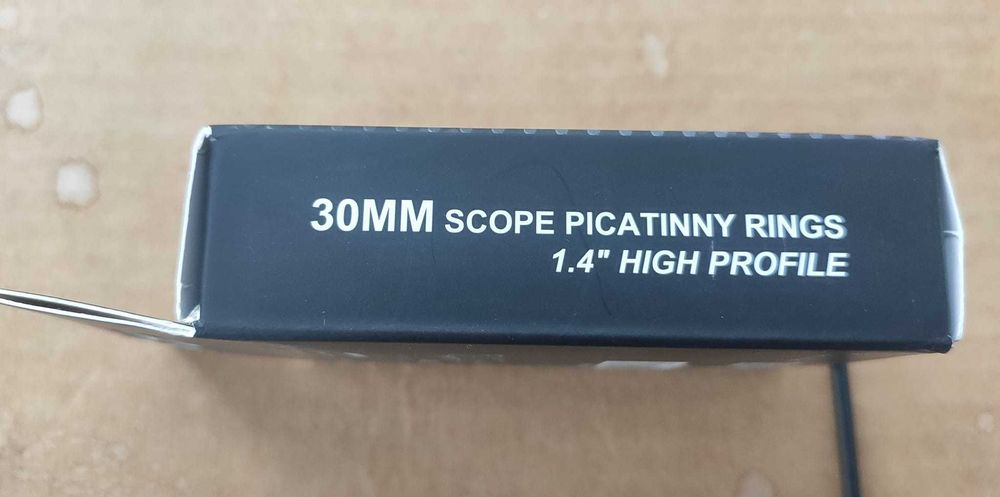 30MM SCOPE PICATINNY RINGS
1.4" HIGH PROFILE